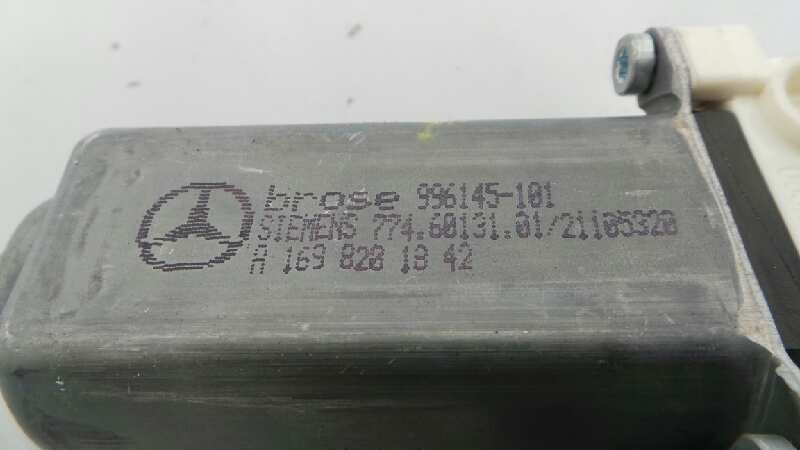 brose 996145-101
SIEMENS 774.60131.01/21105320
A 169 820 18 42